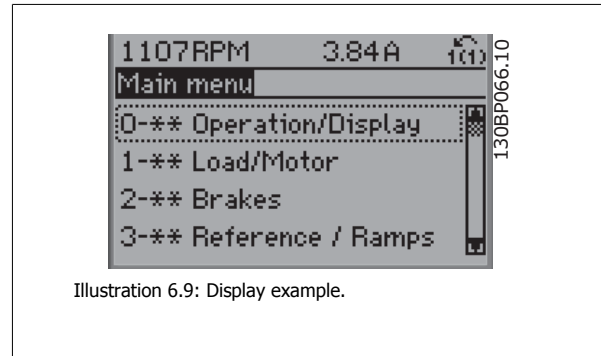 1107RPM 3.84A 1(1)
Main menu
0-** Operation/Display
1-** Load/Motor
2-** Brakes
3-** Reference / Ramps
130BP066.10
Illustration 6.9: Display example.